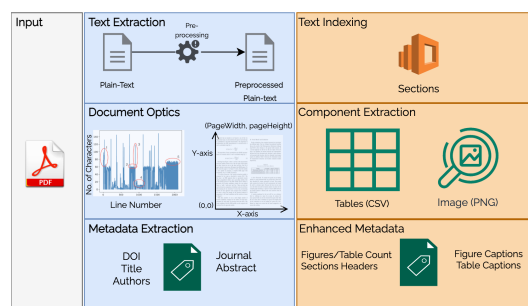 Input
PDF
Text Extraction
Pre-
processing
Plain-Text
Preprocessed
Plain-text
Text Indexing
Sections
Document Optics
No. of Characters
Line Number
(PageWidth, pageHeight)
Y-axis
(0,0)
X-axis
Component Extraction
Tables (CSV)
Image (PNG)
Metadata Extraction
DOI
Title
Authors
Journal
Abstract
Enhanced Metadata
Figures/Table Count
Sections Headers
Figure Captions
Table Captions